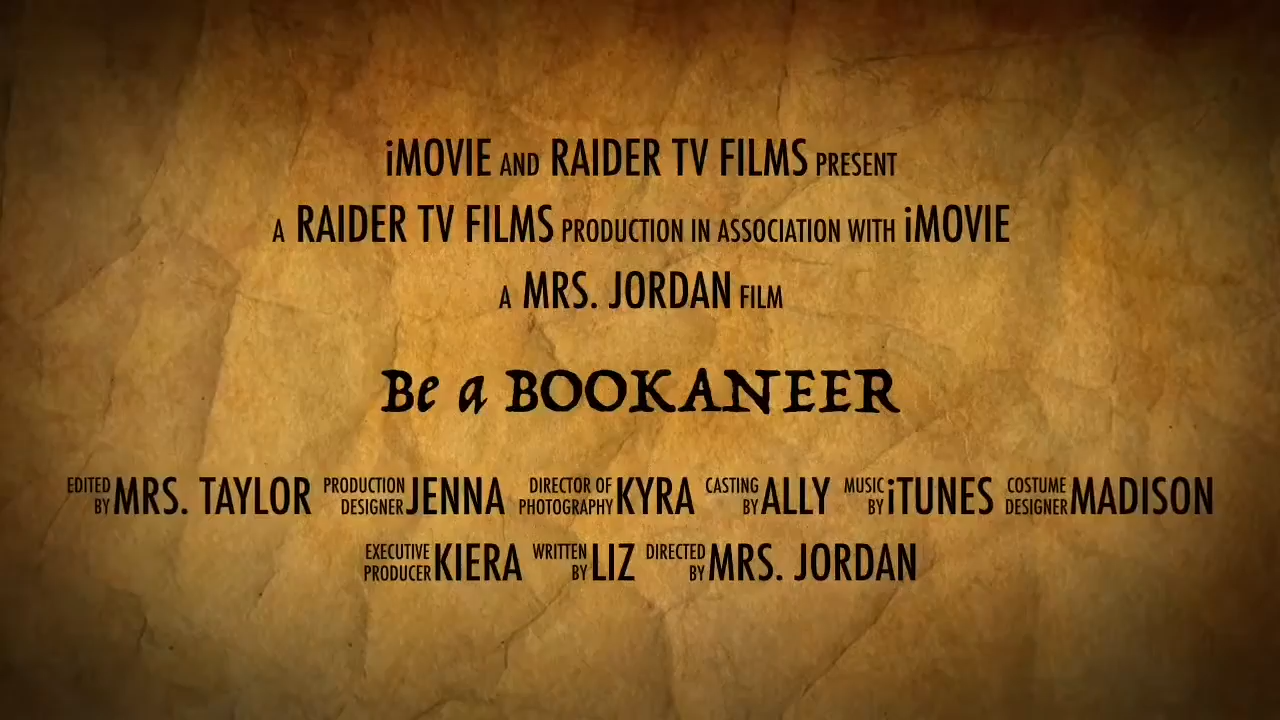 iMOVIE AND RAIDER TV FILMS PRESENT
A RAIDER TV FILMS PRODUCTION IN ASSOCIATION WITH iMOVIE
A MRS. JORDAN FILM
Be a BOOKANEER
EDITED BY MRS. TAYLOR PRODUCTION DESIGNER JENNA DIRECTOR OF PHOTOGRAPHY KYRA CASTING BY ALLY MUSIC BY iTUNES COSTUME DESIGNER MADISON
EXECUTIVE PRODUCER KIERA WRITTEN BY LIZ DIRECTED BY MRS. JORDAN